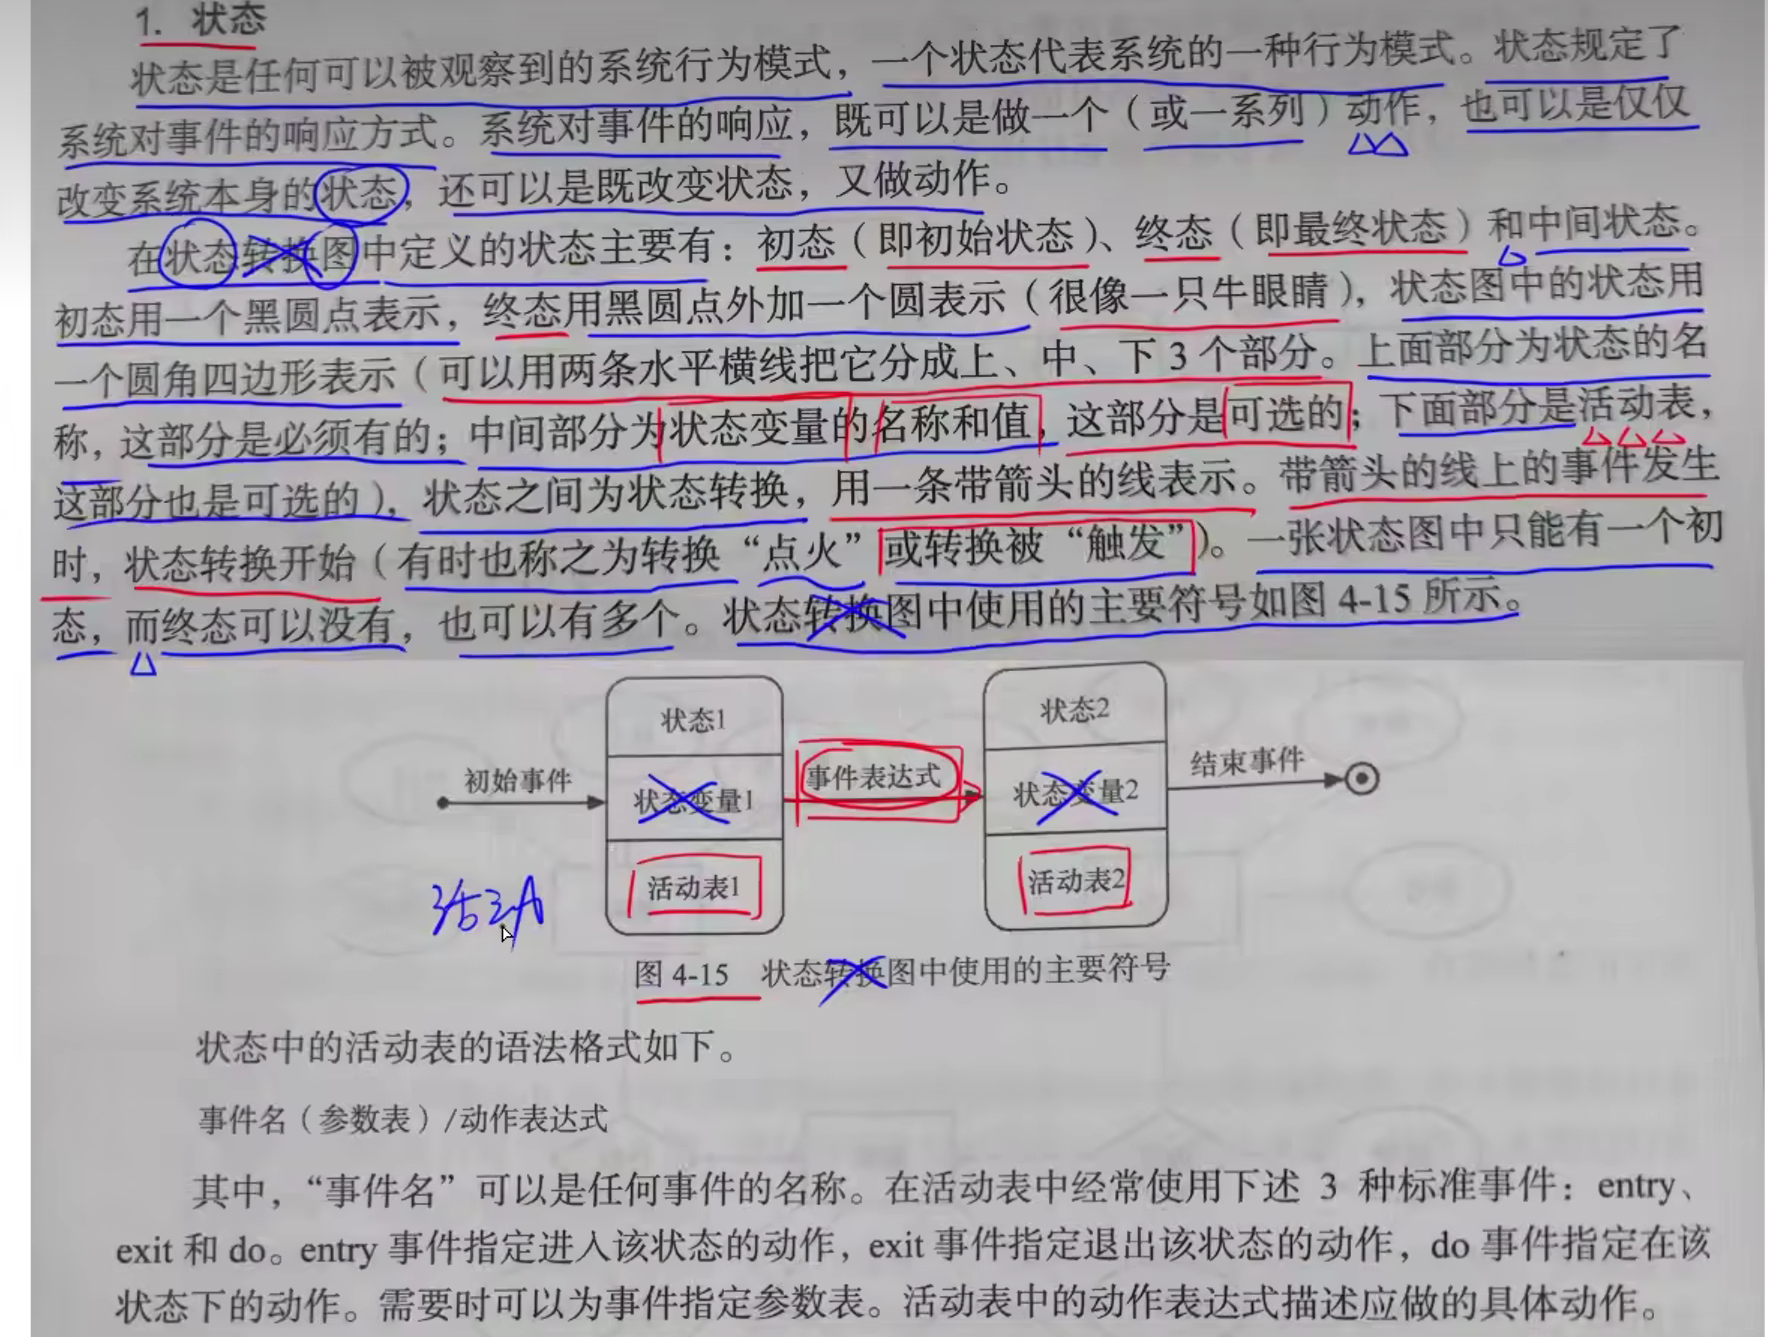 1. 状态
状态是任何可以被观察到的系统行为模式，一个状态代表系统的一种行为模式。状态规定了
系统对事件的响应方式。系统对事件的响应，既可以是做一个（或一系列）动作，也可以是仅仅
改变系统本身的状态，还可以是既改变状态，又做动作。
在状态转换图中定义的状态主要有：初态（即初始状态）、终态（即最终状态）和中间状态。
初态用一个黑圆点表示，终态用黑圆点外加一个圆表示（很像一只牛眼睛），状态图中的状态用
一个圆角四边形表示（可以用两条水平横线把它分成上、中、下 3 个部分。上面部分为状态的名
称，这部分是必须有的；中间部分为状态变量的名称和值，这部分是可选的；下面部分是活动表，
这部分也是可选的），状态之间为状态转换，用一条带箭头的线表示。带箭头的线上的事件发生
时，状态转换开始（有时也称之为转换“点火”或转换被“触发”）。一张状态图中只能有一个初
态，而终态可以没有，也可以有多个。状态转换图中使用的主要符号如图 4-15 所示。
初始事件
状态1
状态变量1
活动表1
事件表达式
状态2
状态变量2
活动表2
结束事件
图 4-15 状态转换图中使用的主要符号
状态中的活动表的语法格式如下。
事件名（参数表）/动作表达式
其中，“事件名”可以是任何事件的名称。在活动表中经常使用下述 3 种标准事件：entry、
exit 和 do。entry 事件指定进入该状态的动作，exit 事件指定退出该状态的动作，do 事件指定在该
状态下的动作。需要时可以为事件指定参数表。活动表中的动作表达式描述应做的具体动作。